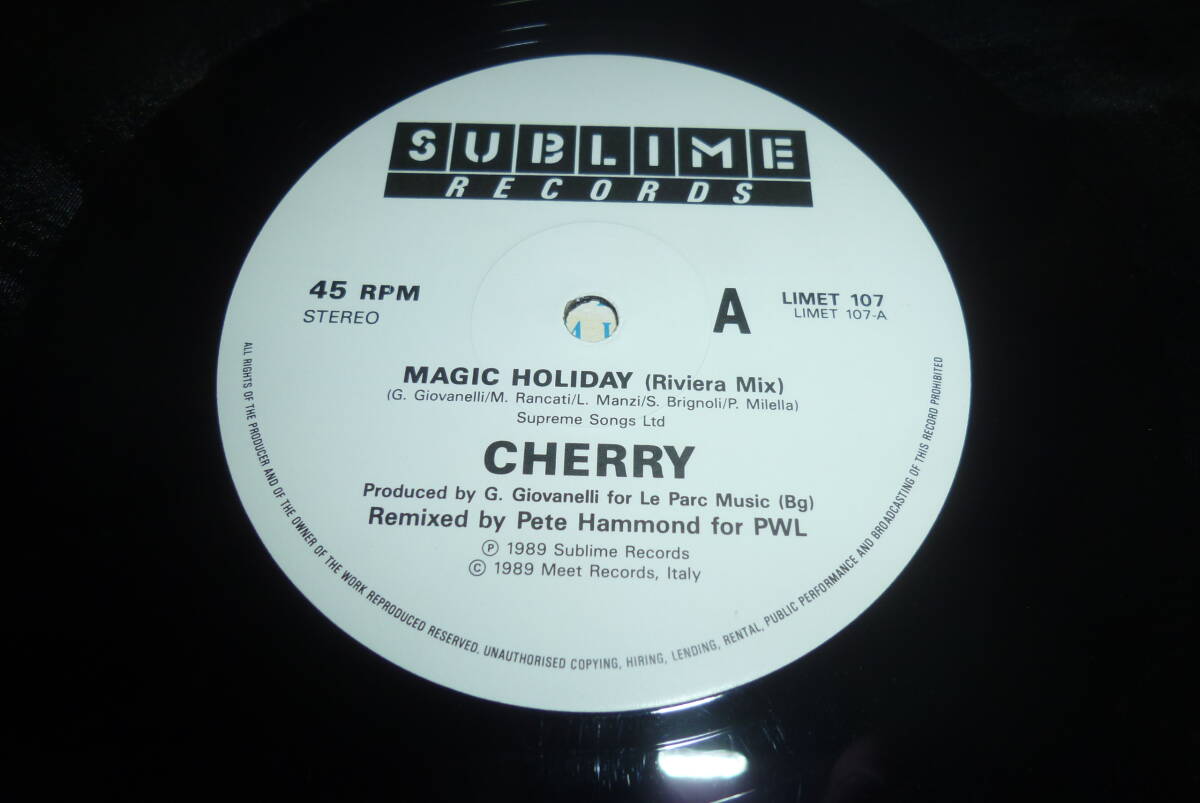 SUBLIME
RECORDS
45 RPM
STEREO
A
LIMET 107
LIMET 107-A
MAGIC HOLIDAY (Riviera Mix)
(G. Giovanelli/M. Rancati/L. Manzi/S. Brignoli/P. Milella)
Supreme Songs Ltd
CHERRY
Produced by G. Giovanelli for Le Parc Music (Bg)
Remixed by Pete Hammond for PWL
℗ 1989 Sublime Records
© 1989 Meet Records, Italy
ALL RIGHTS OF THE PRODUCER AND OF THE OWNER OF THE WORK REPRODUCED RESERVED. UNAUTHORISED COPYING, HIRING, LENDING, RENTAL, PUBLIC PERFORMANCE AND BROADCASTING OF THIS RECORD PROHIBITED